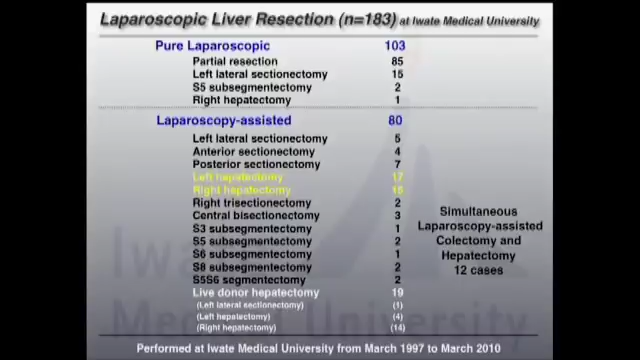 Laparoscopic Liver Resection (n=183) at Iwate Medical University
Pure Laparoscopic 103
Partial resection 85
Left lateral sectionectomy 15
S5 subsegmentectomy 2
Right hepatectomy 1
Laparoscopy-assisted 80
Left lateral sectionectomy 5
Anterior sectionectomy 4
Posterior sectionectomy 7
Left hepatectomy 17
Right hepatectomy 15
Right trisectionectomy 2
Central bisectionectomy 3
S3 subsegmentectomy 1
S5 subsegmentectomy 2
S6 subsegmentectomy 1
S8 subsegmentectomy 2
S5S6 segmentectomy 2
Live donor hepatectomy 19
(Left lateral sectionectomy) (1)
(Left hepatectomy) (4)
(Right hepatectomy) (14)
Simultaneous
Laparoscopy-assisted
Colectomy and
Hepatectomy
12 cases
Iwate
Medical University
Performed at Iwate Medical University from March 1997 to March 2010